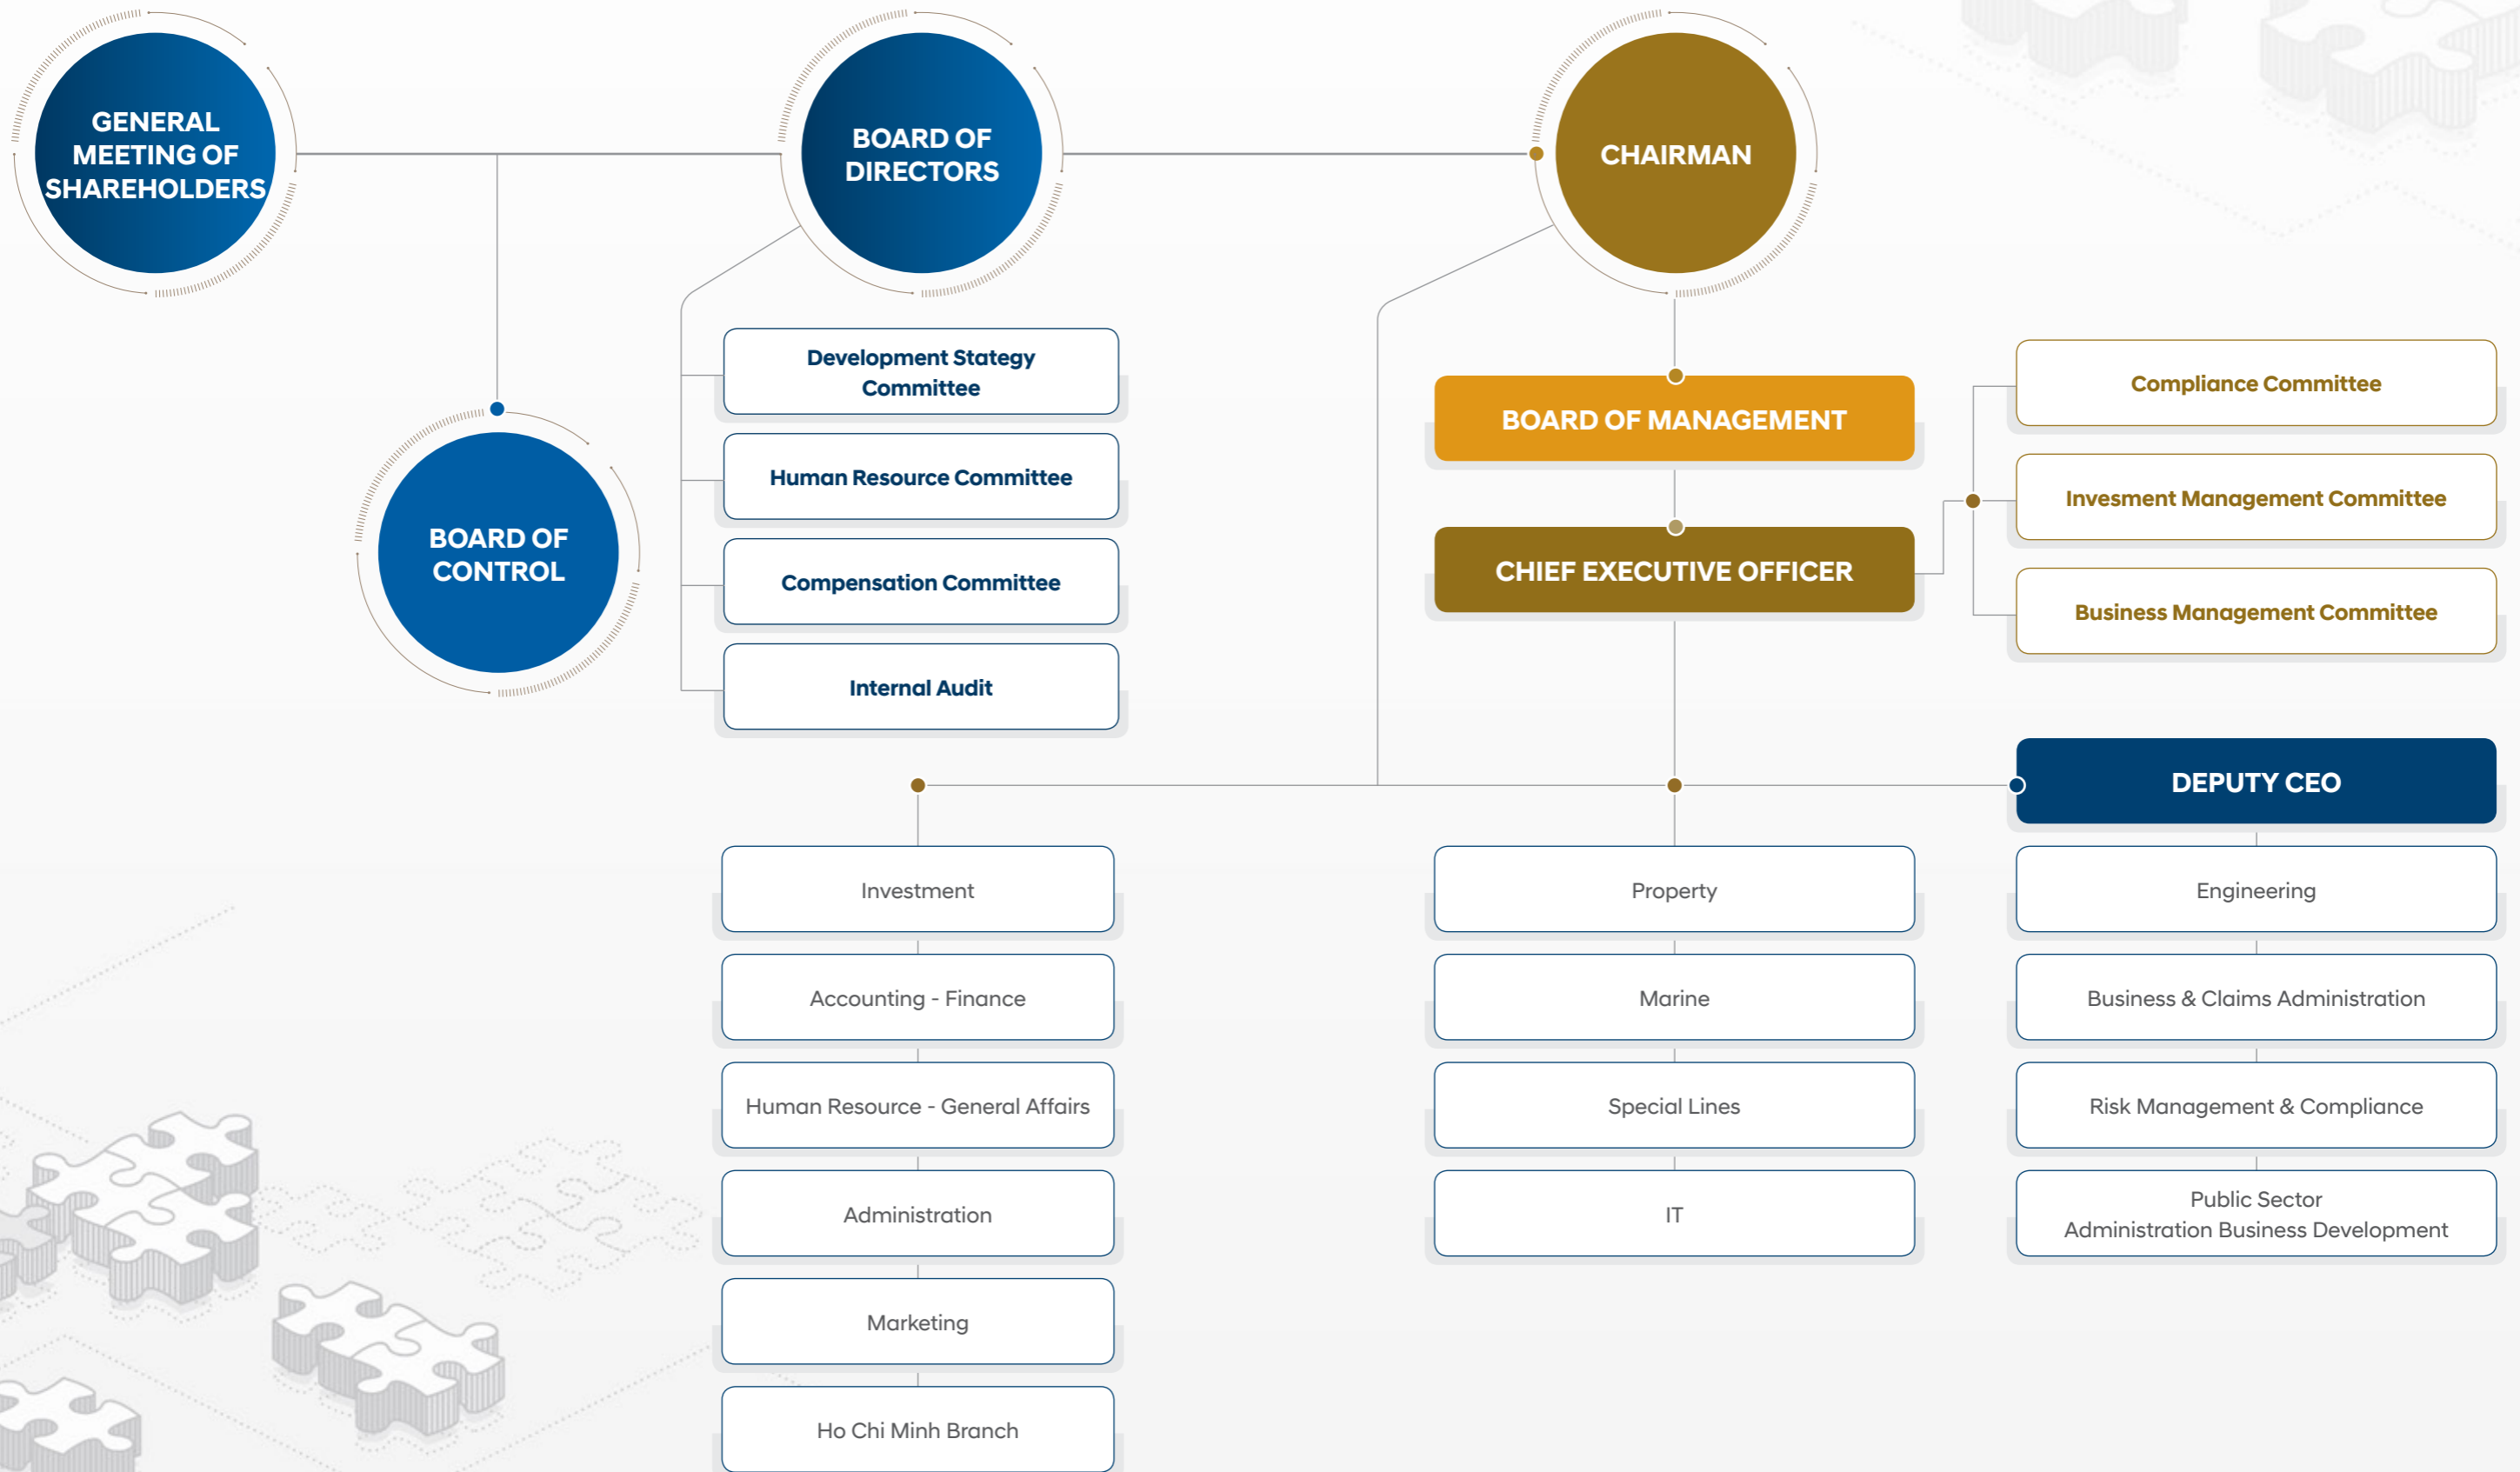 GENERAL
MEETING OF
SHAREHOLDERS
BOARD OF
DIRECTORS
CHAIRMAN
BOARD OF
CONTROL
Development Stategy
Committee
Human Resource Committee
Compensation Committee
Internal Audit
BOARD OF MANAGEMENT
CHIEF EXECUTIVE OFFICER
Compliance Committee
Invesment Management Committee
Business Management Committee
DEPUTY CEO
Investment
Accounting - Finance
Human Resource - General Affairs
Administration
Marketing
Ho Chi Minh Branch
Property
Marine
Special Lines
IT
Engineering
Business & Claims Administration
Risk Management & Compliance
Public Sector
Administration Business Development